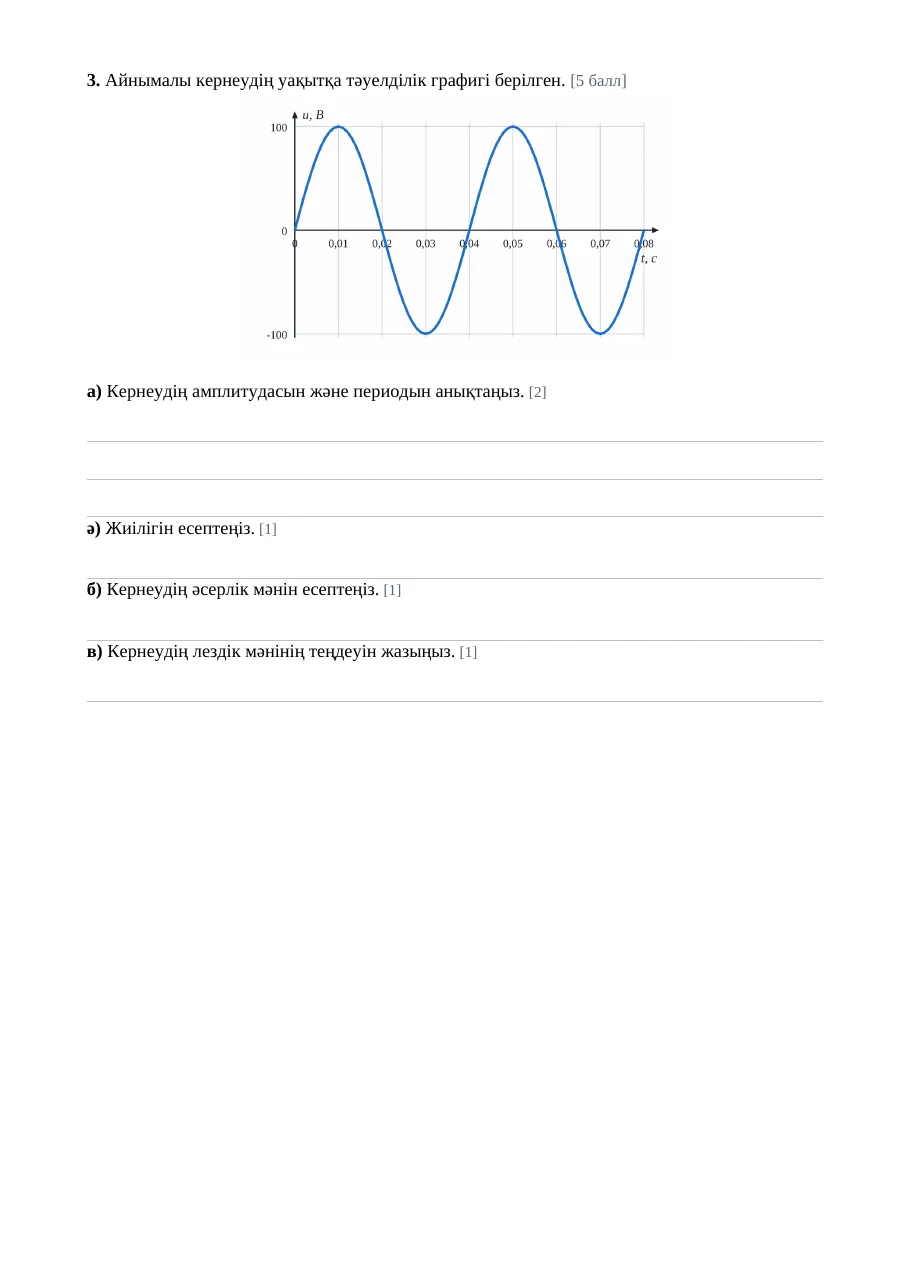 3. Айнымалы кернеудің уақытқа тәуелділік графигі берілген. [5 балл]
u, В
100
0
0 0,01 0,02 0,03 0,04 0,05 0,06 0,07 0,08
t, с
-100
а) Кернеудің амплитудасын және периодын анықтаңыз. [2]
ә) Жиілігін есептеңіз. [1]
б) Кернеудің әсерлік мәнін есептеңіз. [1]
в) Кернеудің лездік мәнінің теңдеуін жазыңыз. [1]